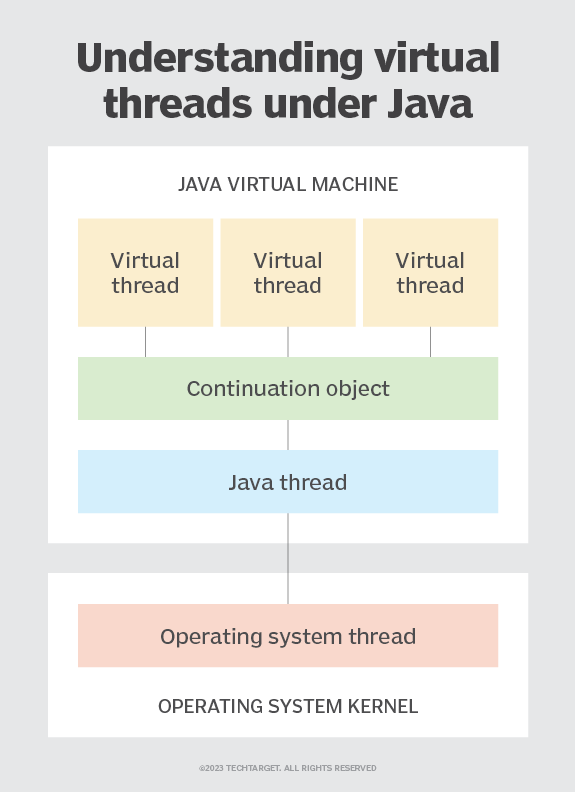 Understanding virtual
threads under Java
JAVA VIRTUAL MACHINE
Virtual
thread
Virtual
thread
Virtual
thread
Continuation object
Java thread
Operating system thread
OPERATING SYSTEM KERNEL
©2023 TECHTARGET. ALL RIGHTS RESERVED